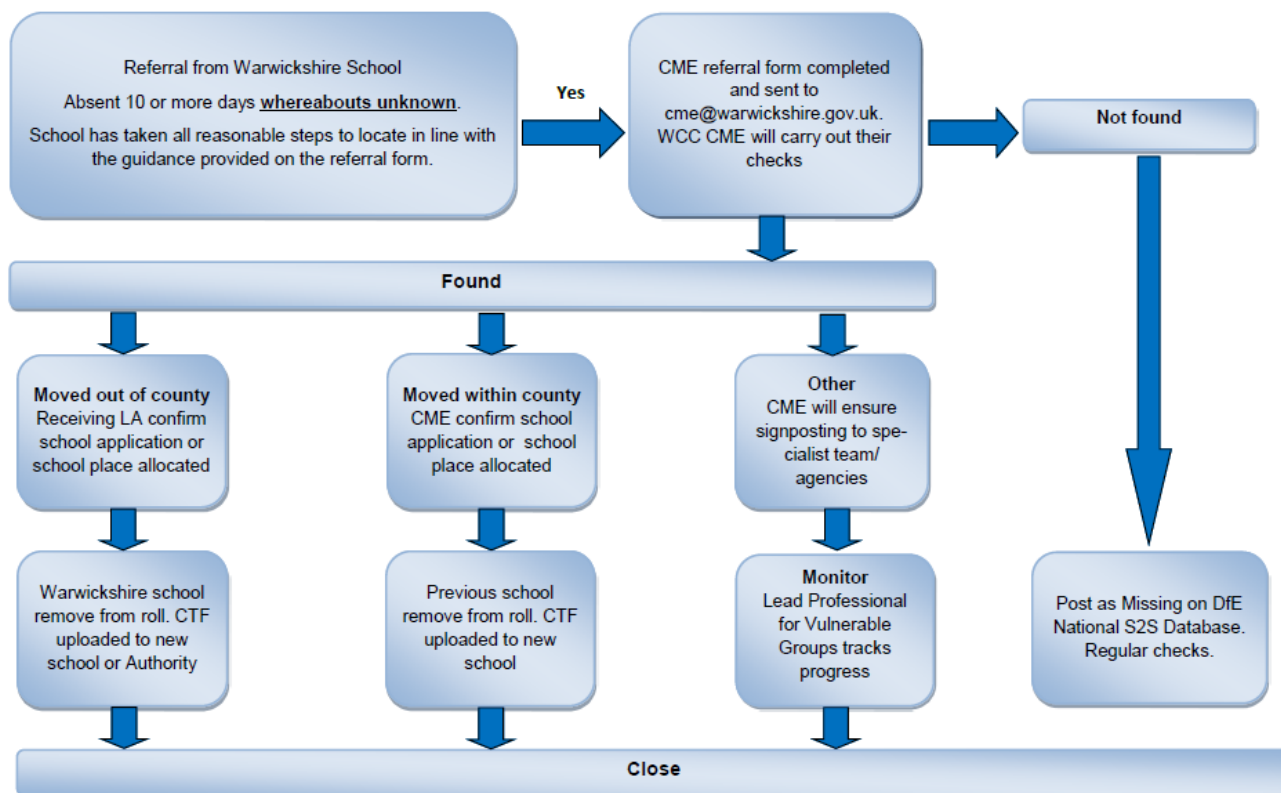 Referral from Warwickshire School
Absent 10 or more days whereabouts unknown.
School has taken all reasonable steps to locate in line with
the guidance provided on the referral form.
Yes
CME referral form completed
and sent to
cme@warwickshire.gov.uk.
WCC CME will carry out their
checks
Not found
Found
Moved out of county
Receiving LA confirm
school application or
school place allocated
Moved within county
CME confirm school
application or school
place allocated
Other
CME will ensure
signposting to spe-
cialist team/
agencies
Warwickshire school
remove from roll. CTF
uploaded to new
school or Authority
Previous school
remove from roll. CTF
uploaded to new
school
Monitor
Lead Professional
for Vulnerable
Groups tracks
progress
Post as Missing on DfE
National S2S Database.
Regular checks.
Close